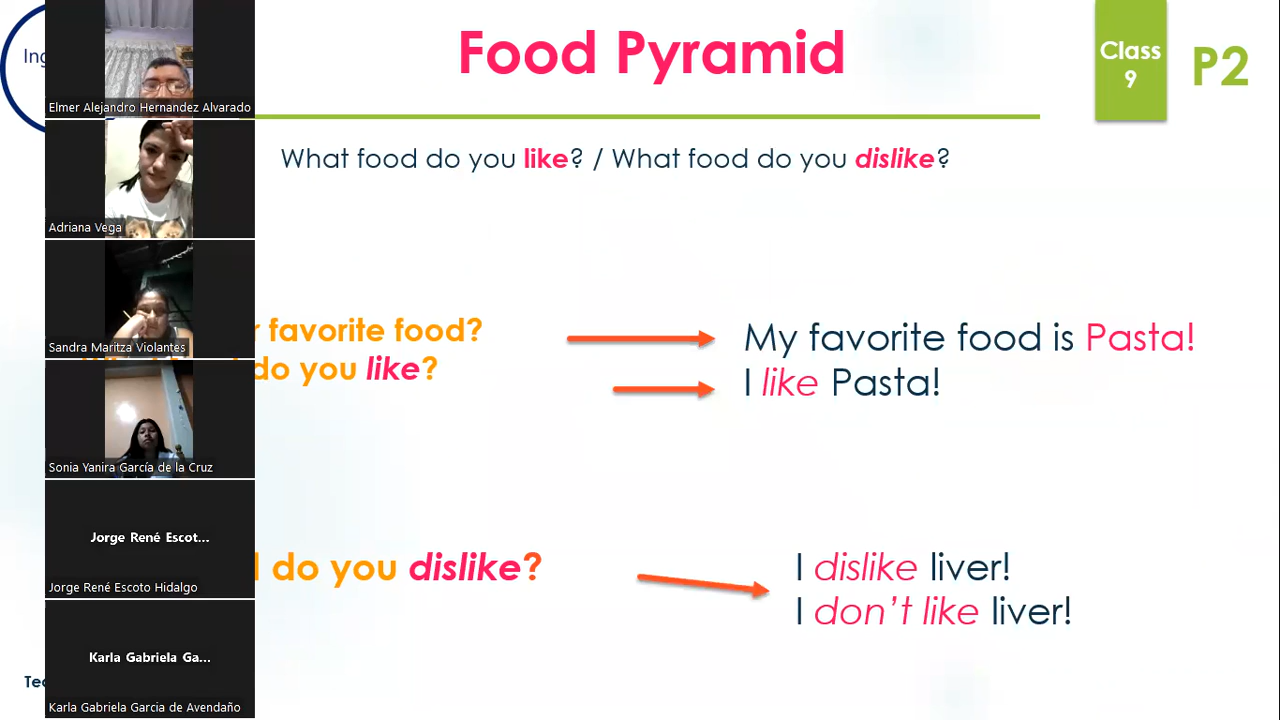 Food Pyramid
Class
9
P2
What food do you like? / What food do you dislike?
Elmer Alejandro Hernandez Alvarado
Adriana Vega
Sandra Maritza Violantes
Sonia Yanira García de la Cruz
Jorge René Escot...
Jorge René Escoto Hidalgo
Karla Gabriela Ga...
Karla Gabriela Garcia de Avendaño
favorite food?
do you like?
My favorite food is Pasta!
I like Pasta!
do you dislike?
I dislike liver!
I don't like liver!